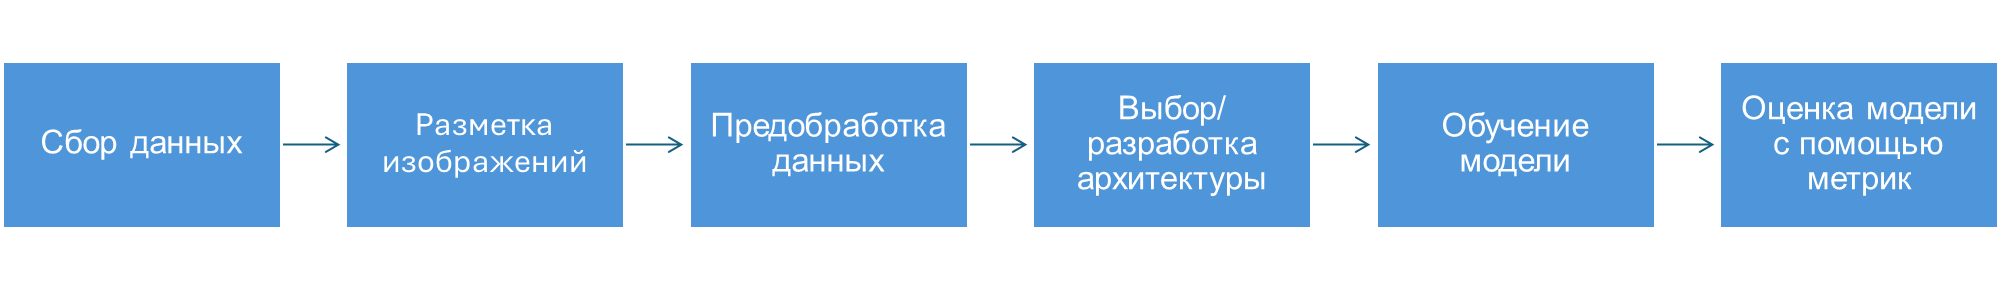 Сбор данных
Разметка
изображений
Предобработка
данных
Выбор/
разработка
архитектуры
Обучение
модели
Оценка модели
с помощью
метрик